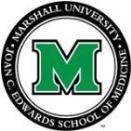 MARSHALL UNIVERSITY
M
JOAN C. EDWARDS SCHOOL OF MEDICINE